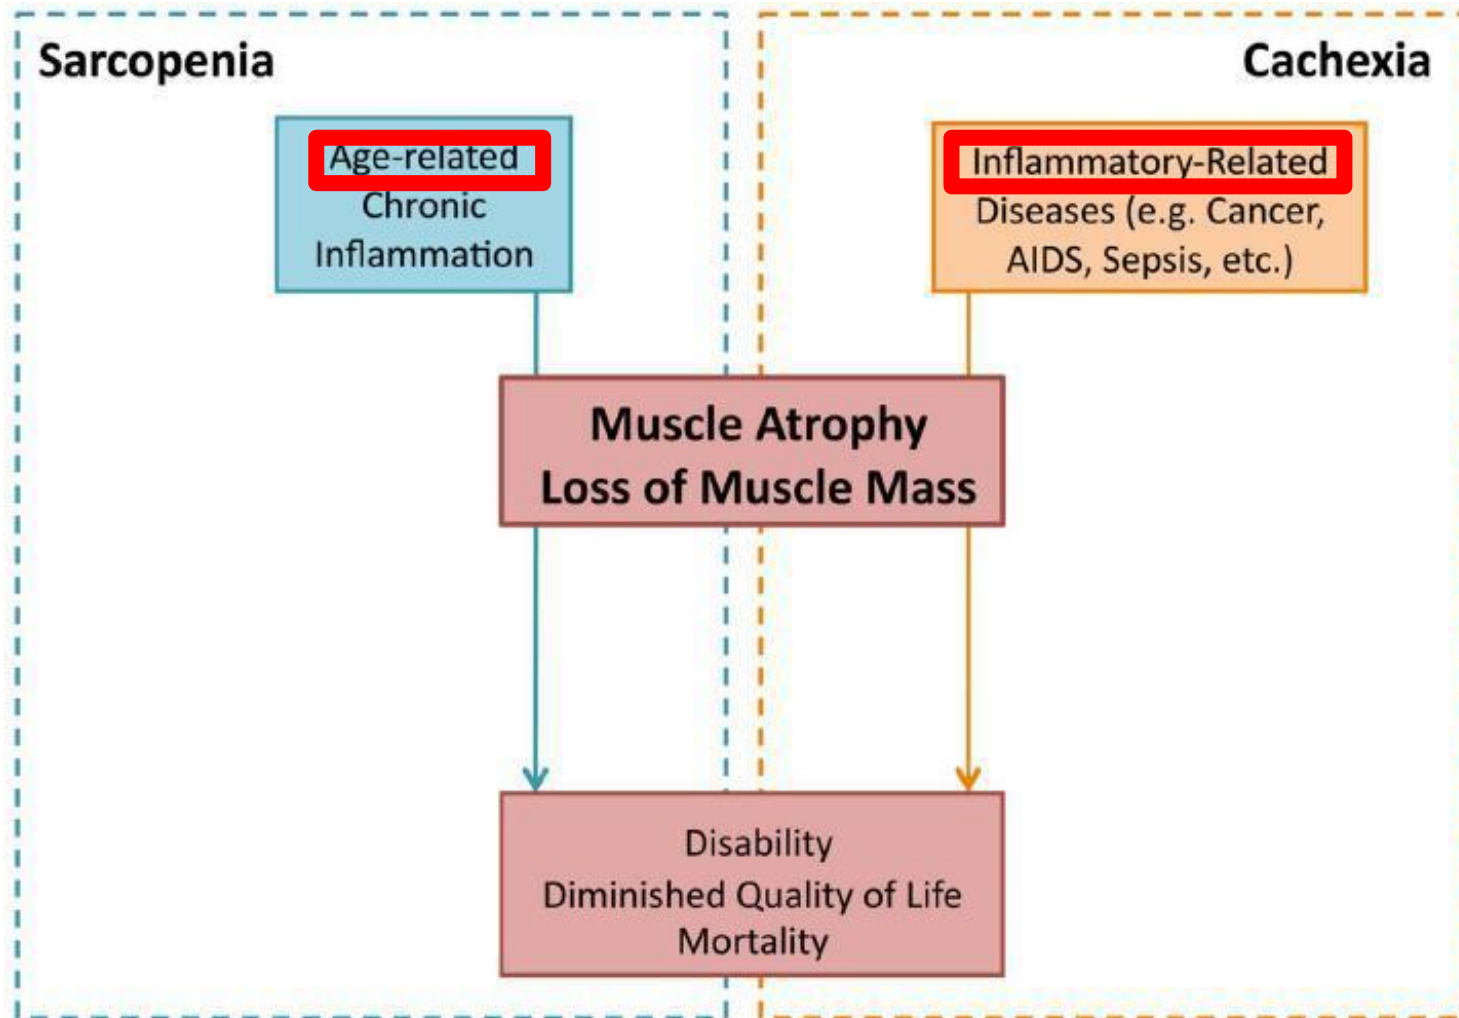 Sarcopenia
Cachexia
Age-related
Chronic
Inflammation
Inflammatory-Related
Diseases (e.g. Cancer,
AIDS, Sepsis, etc.)
Muscle Atrophy
Loss of Muscle Mass
Disability
Diminished Quality of Life
Mortality